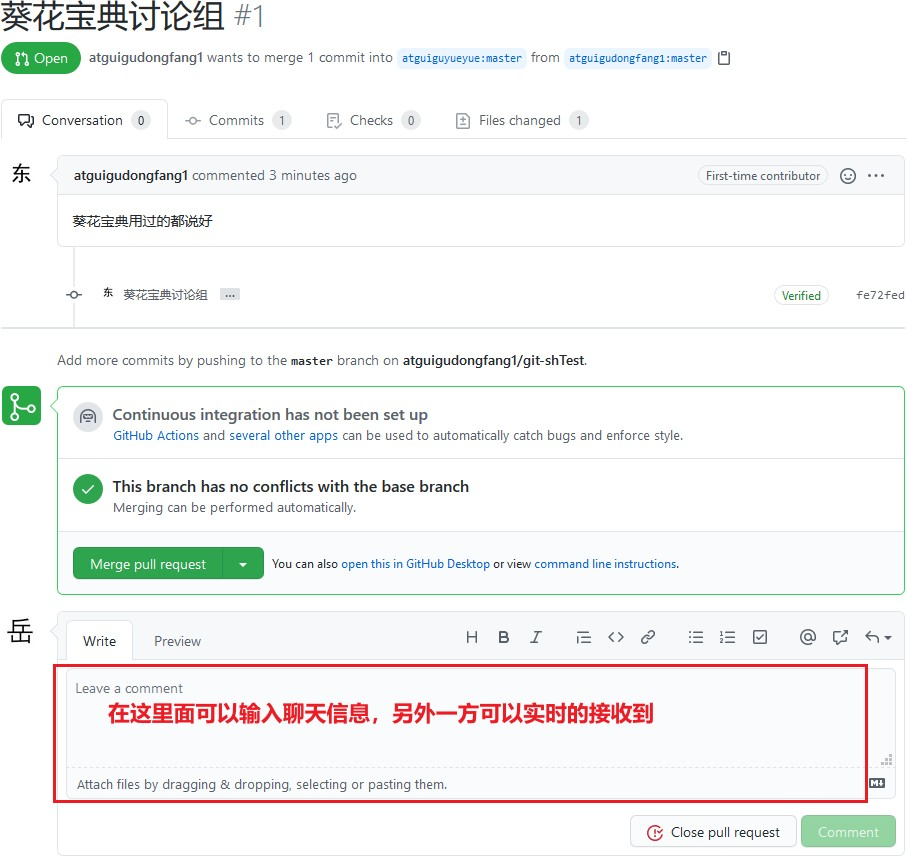 葵花宝典讨论组 #1
Open atguigudongfang1 wants to merge 1 commit into atguiguyueyue:master from atguigudongfang1:master
Conversation 0 Commits 1 Checks 0 Files changed 1
东 atguigudongfang1 commented 3 minutes ago First-time contributor
葵花宝典用过的都说好
东 葵花宝典讨论组 ... Verified fe72fed
Add more commits by pushing to the master branch on atguigudongfang1/git-shTest.
Continuous integration has not been set up
GitHub Actions and several other apps can be used to automatically catch bugs and enforce style.
This branch has no conflicts with the base branch
Merging can be performed automatically.
Merge pull request You can also open this in GitHub Desktop or view command line instructions.
岳 Write Preview H B I
Leave a comment
在这里面可以输入聊天信息，另外一方可以实时的接收到
Attach files by dragging & dropping, selecting or pasting them.
Close pull request Comment